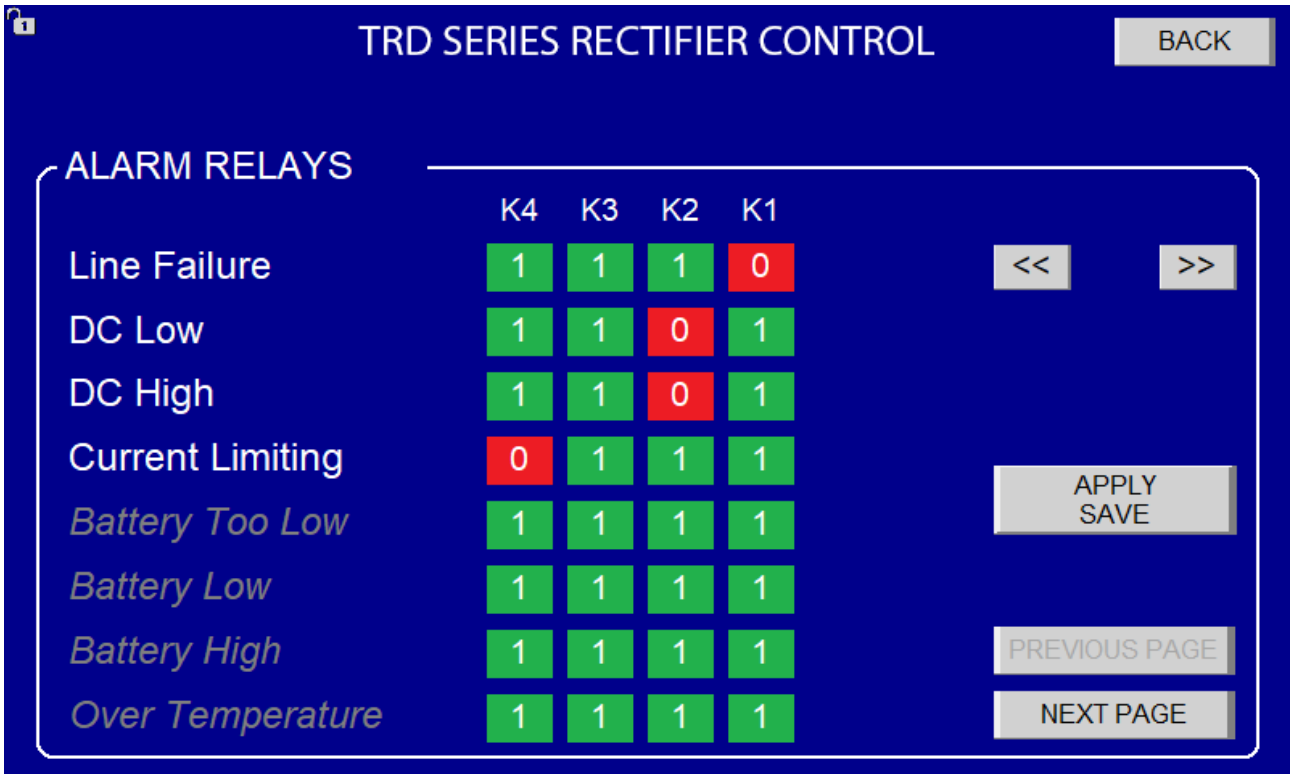 1
TRD SERIES RECTIFIER CONTROL
BACK
ALARM RELAYS
K4 K3 K2 K1
Line Failure 1 1 1 0 << >>
DC Low 1 1 0 1
DC High 1 1 0 1
Current Limiting 0 1 1 1
APPLY
SAVE
Battery Too Low 1 1 1 1
Battery Low 1 1 1 1
Battery High 1 1 1 1 PREVIOUS PAGE
Over Temperature 1 1 1 1 NEXT PAGE